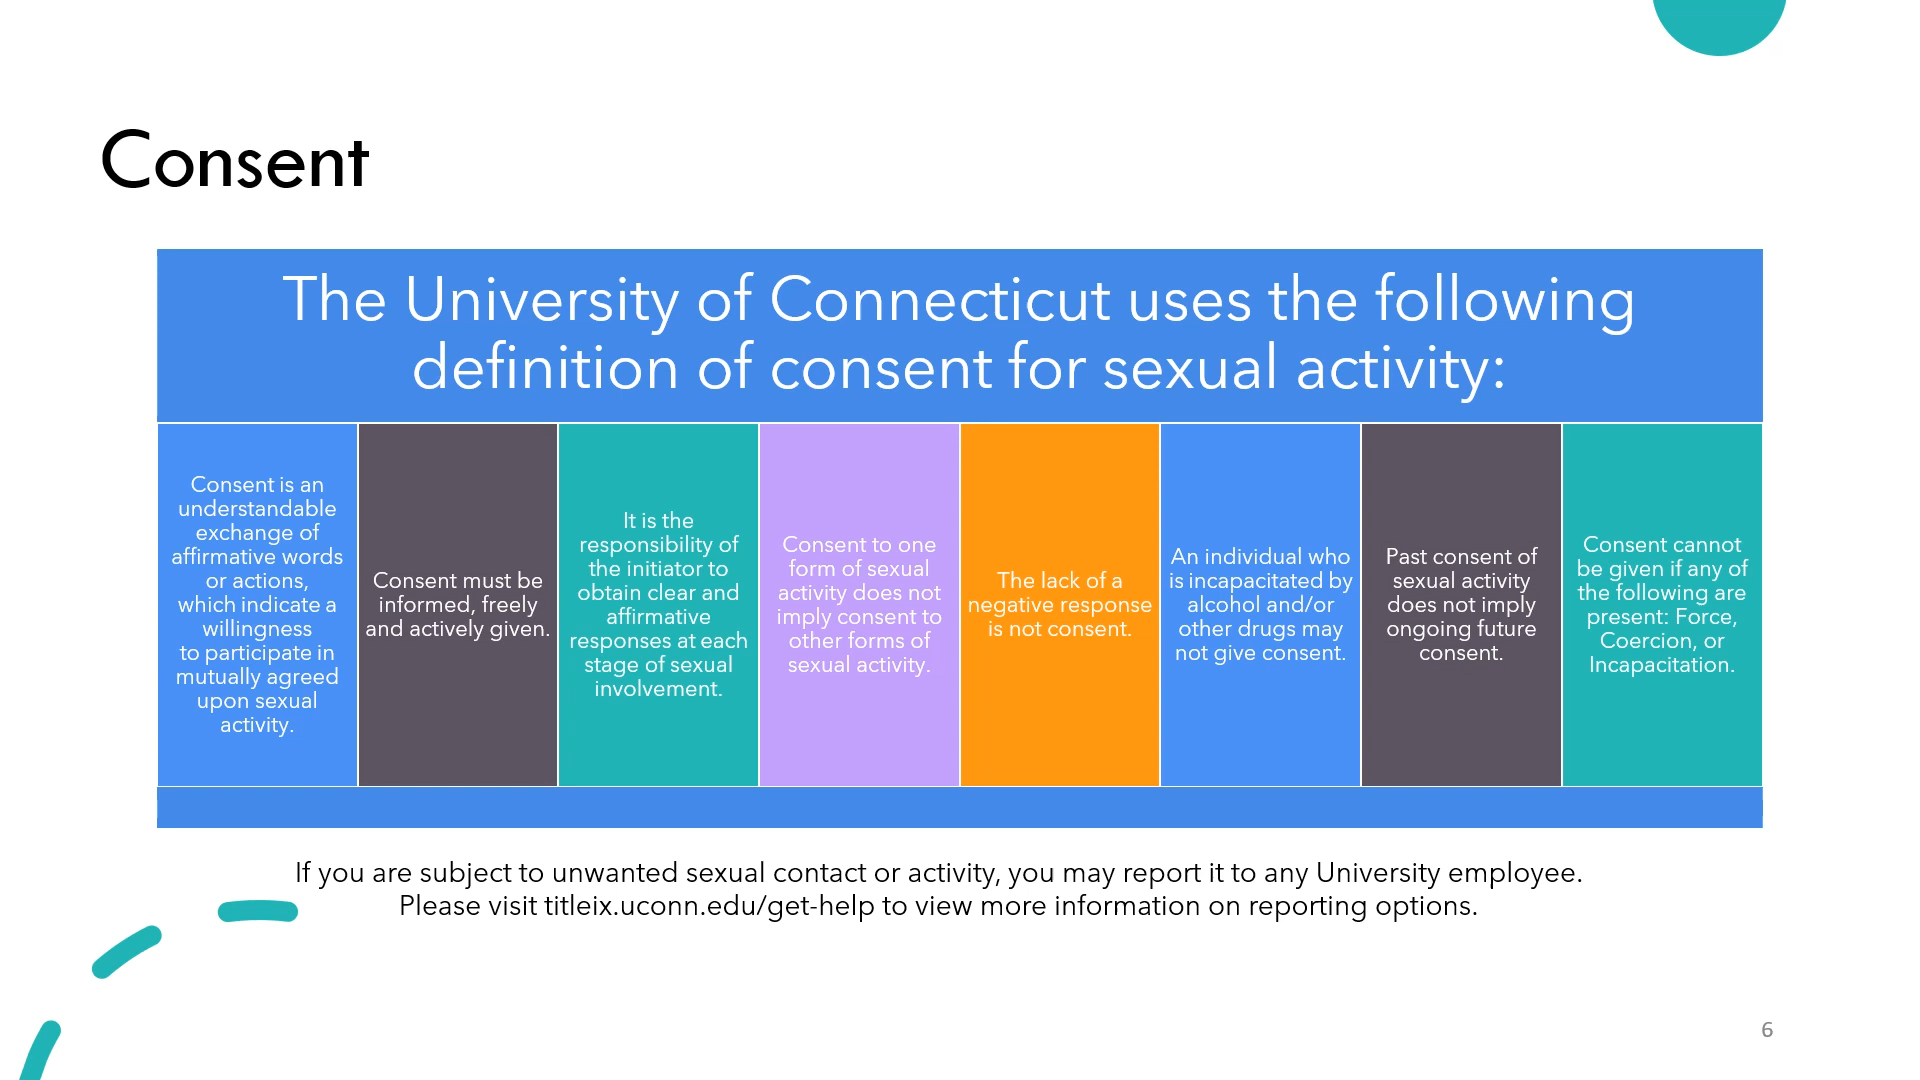 Consent
The University of Connecticut uses the following
definition of consent for sexual activity:
Consent is an
understandable
exchange of
affirmative words
or actions,
which indicate a
willingness
to participate in
mutually agreed
upon sexual
activity.
Consent must be
informed, freely
and actively given.
It is the
responsibility of
the initiator to
obtain clear and
affirmative
responses at each
stage of sexual
involvement.
Consent to one
form of sexual
activity does not
imply consent to
other forms of
sexual activity.
The lack of a
negative response
is not consent.
An individual who
is incapacitated by
alcohol and/or
other drugs may
not give consent.
Past consent of
sexual activity
does not imply
ongoing future
consent.
Consent cannot
be given if any of
the following are
present: Force,
Coercion, or
Incapacitation.
If you are subject to unwanted sexual contact or activity, you may report it to any University employee.
Please visit titleix.uconn.edu/get-help to view more information on reporting options.
6